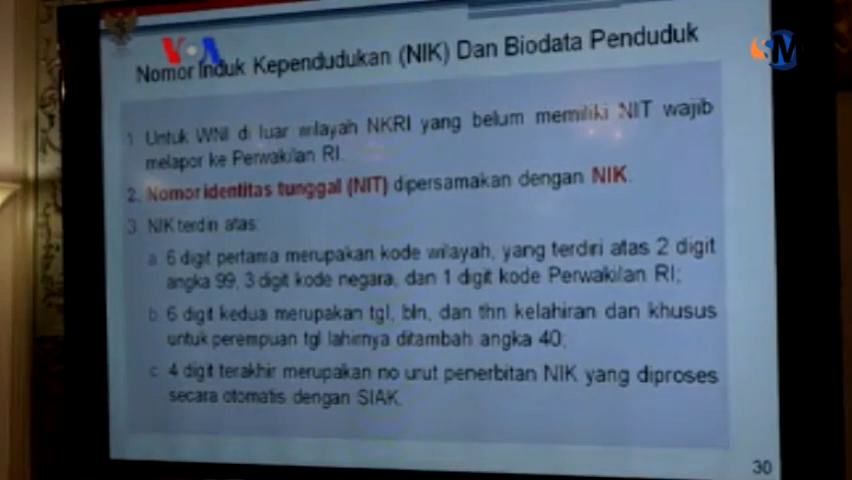 VOA
SM
Nomor Induk Kependudukan (NIK) Dan Biodata Penduduk
1. Untuk WNI di luar wilayah NKRI yang belum memiliki NIT wajib
melapor ke Perwakilan RI.
2. Nomor identitas tunggal (NIT) dipersamakan dengan NIK.
3. NIK terdiri atas:
a. 6 digit pertama merupakan kode wilayah, yang terdiri atas 2 digit
angka 99, 3 digit kode negara, dan 1 digit kode Perwakilan RI;
b. 6 digit kedua merupakan tgl, bln, dan thn kelahiran dan khusus
untuk perempuan tgl lahirnya ditambah angka 40;
c. 4 digit terakhir merupakan no urut penerbitan NIK yang diproses
secara otomatis dengan SIAK.
30